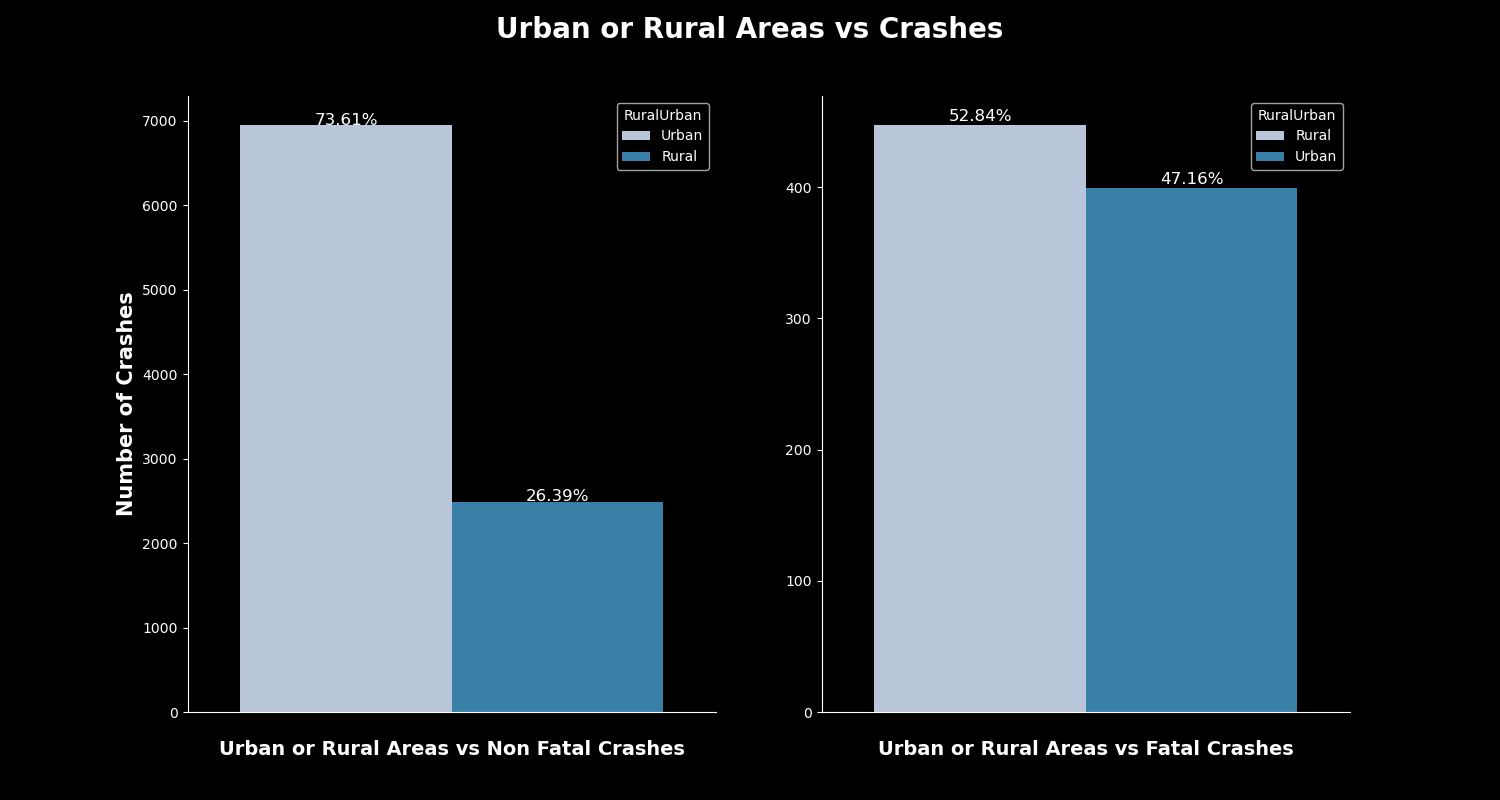 Urban or Rural Areas vs Crashes
Number of Crashes
7000
6000
5000
4000
3000
2000
1000
0
73.61%
26.39%
RuralUrban
Urban
Rural
Urban or Rural Areas vs Non Fatal Crashes
400
300
200
100
0
52.84%
47.16%
RuralUrban
Rural
Urban
Urban or Rural Areas vs Fatal Crashes